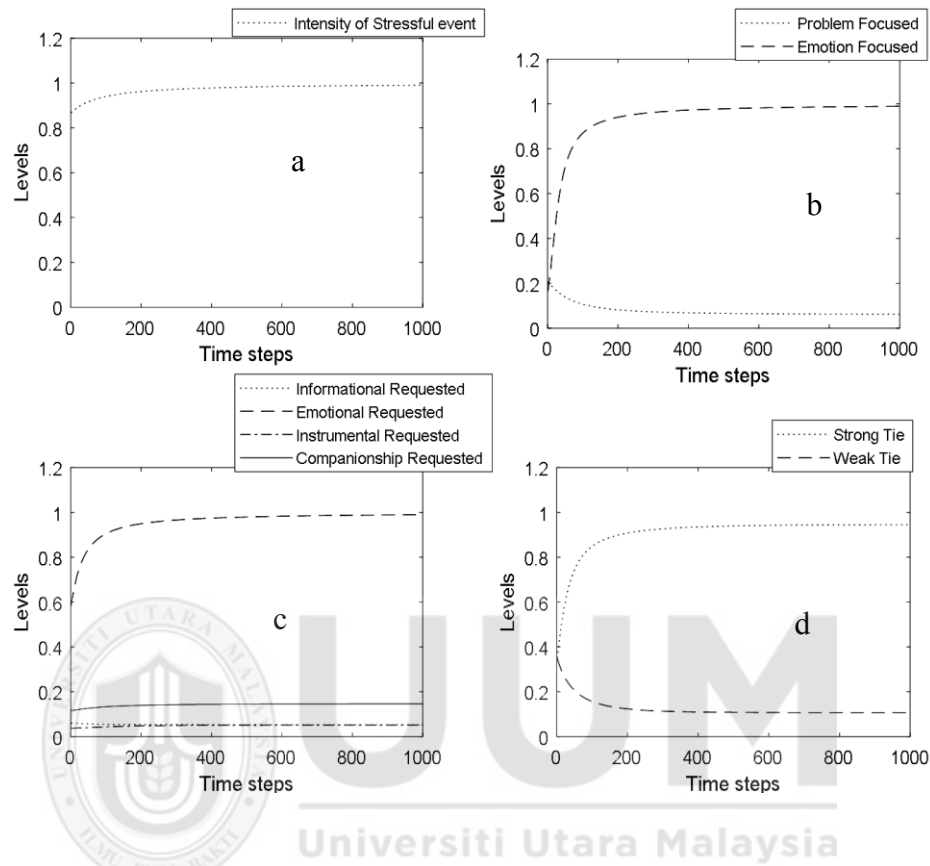 Intensity of Stressful event
1.2
1
0.8
0.6
0.4
0.2
0
Levels
a
0 200 400 600 800 1000
Time steps
Problem Focused
Emotion Focused
1.2
1
0.8
0.6
0.4
0.2
0
Levels
b
0 200 400 600 800 1000
Time steps
Informational Requested
Emotional Requested
Instrumental Requested
Companionship Requested
1.2
1
0.8
0.6
0.4
0.2
0
Levels
c
0 200 400 600 800 1000
Time steps
Strong Tie
Weak Tie
1.2
1
0.8
0.6
0.4
0.2
0
Levels
d
0 200 400 600 800 1000
Time steps
UNIVERSITI UTARA MALAYSIA
ILMU BAKTI
UUM
Universiti Utara Malaysia